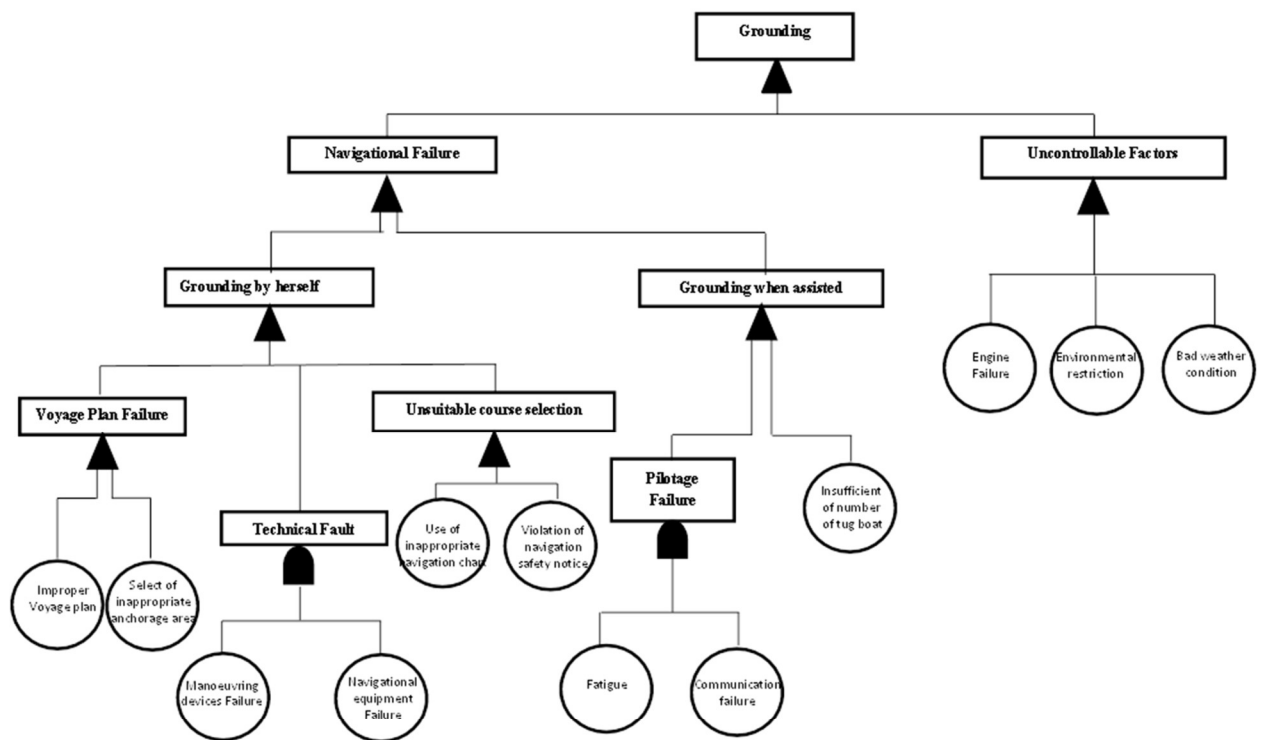 Grounding
Navigational Failure
Uncontrollable Factors
Grounding by herself
Grounding when assisted
Engine
Failure
Environmental
restriction
Bad weather
condition
Voyage Plan Failure
Unsuitable course selection
Pilotage
Failure
Insufficient
of number
of tug boat
Technical Fault
Use of
inappropriate
navigation chart
Violation of
navigation
safety notice
Improper
Voyage plan
Select of
inappropriate
anchorage area
Manoeuvring
devices Failure
Navigational
equipment
Failure
Fatigue
Communication
failure